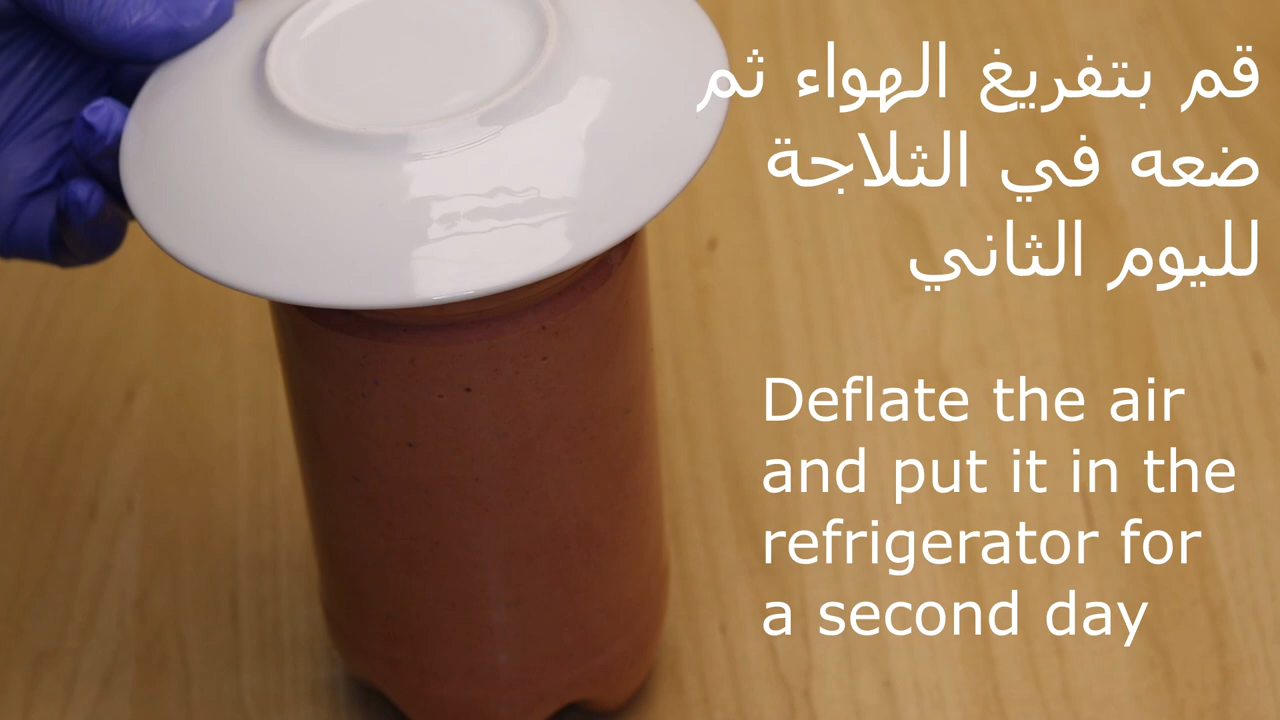 قم بتفريغ الهواء ثم
ضعه في الثلاجة
لليوم الثاني
Deflate the air
and put it in the
refrigerator for
a second day